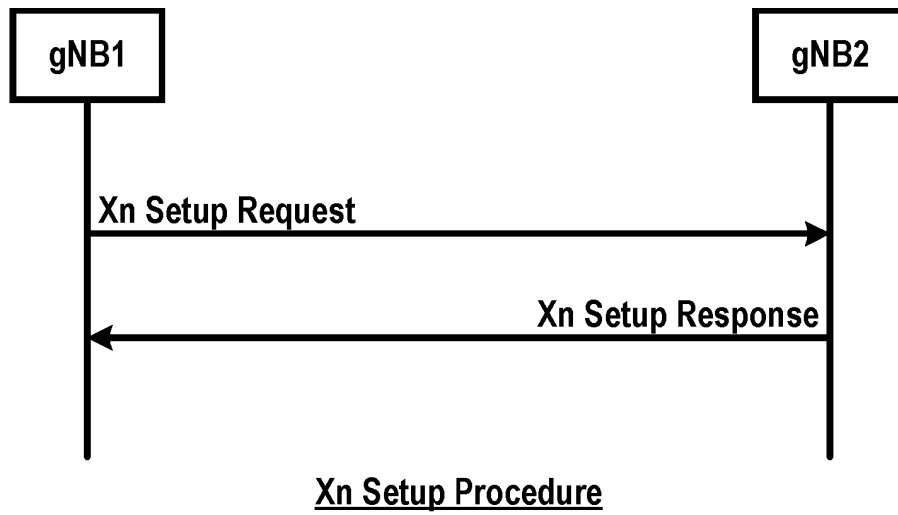 gNB1
gNB2
Xn Setup Request
Xn Setup Response
Xn Setup Procedure